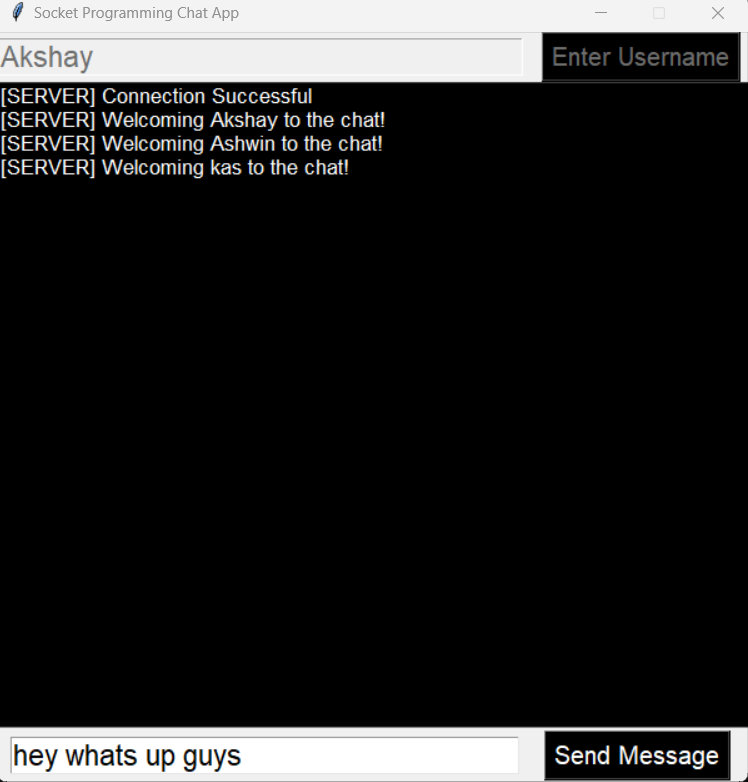 Socket Programming Chat App
Akshay
Enter Username
[SERVER] Connection Successful
[SERVER] Welcoming Akshay to the chat!
[SERVER] Welcoming Ashwin to the chat!
[SERVER] Welcoming kas to the chat!
hey whats up guys
Send Message